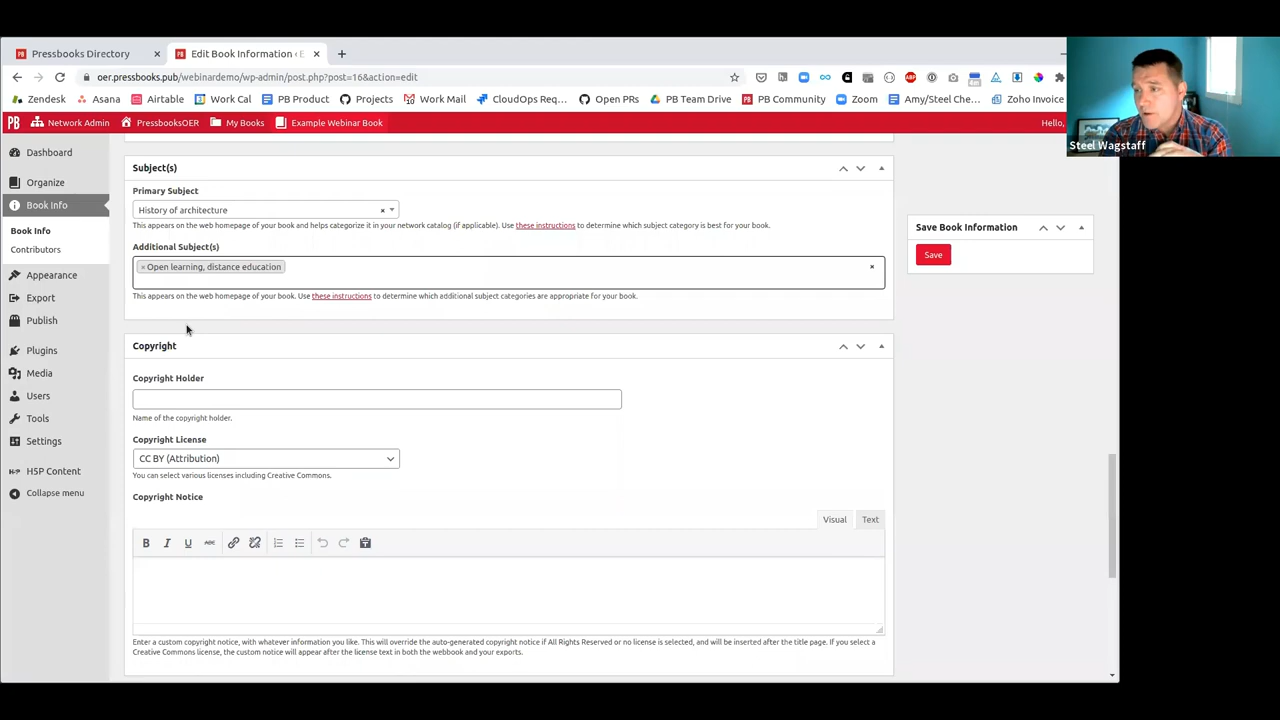 Pressbooks Directory
Edit Book Information ‹ E
oer.pressbooks.pub/webinardemo/wp-admin/post.php?post=16&action=edit
Zendesk Asana Airtable Work Cal PB Product Projects Work Mail CloudOps Req... Open PRs PB Team Drive PB Community Zoom Amy/Steel Che... Zoho Invoice
Network Admin PressbooksOER My Books Example Webinar Book Hello,
Steel Wagstaff
Dashboard
Organize
Book Info
Book Info
Contributors
Appearance
Export
Publish
Plugins
Media
Users
Tools
Settings
H5P Content
Collapse menu
Subject(s)
Primary Subject
History of architecture
This appears on the web homepage of your book and helps categorize it in your network catalog (if applicable). Use these instructions to determine which subject category is best for your book.
Additional Subject(s)
Open learning, distance education
This appears on the web homepage of your book. Use these instructions to determine which additional subject categories are appropriate for your book.
Copyright
Copyright Holder
Name of the copyright holder.
Copyright License
CC BY (Attribution)
You can select various licenses including Creative Commons.
Copyright Notice
Visual Text
B I U ABC
Enter a custom copyright notice, with whatever information you like. This will override the auto-generated copyright notice if All Rights Reserved or no license is selected, and will be inserted after the title page. If you select a
Creative Commons license, the custom notice will appear after the license text in both the webbook and your exports.
Save Book Information
Save